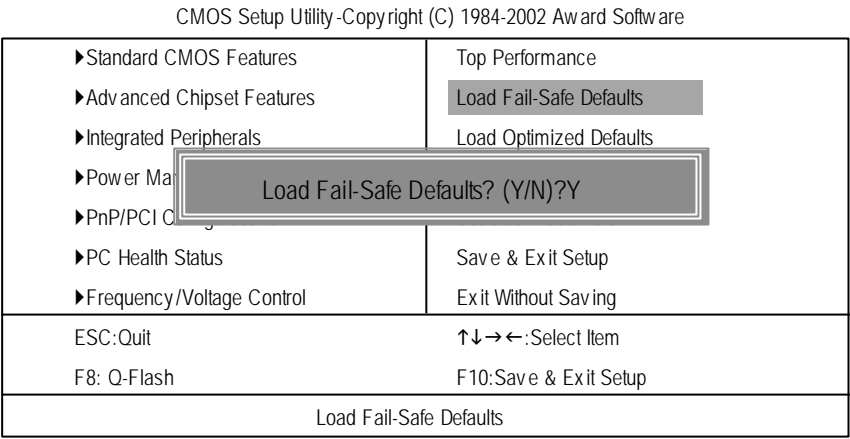 CMOS Setup Utility-Copyright (C) 1984-2002 Award Software
▶Standard CMOS Features
▶Advanced Chipset Features
▶Integrated Peripherals
▶Power Ma
▶PnP/PCI C
▶PC Health Status
▶Frequency/Voltage Control
Top Performance
Load Fail-Safe Defaults
Load Optimized Defaults
Save & Exit Setup
Exit Without Saving
Load Fail-Safe Defaults? (Y/N)?Y
ESC:Quit
↑↓→←:Select Item
F8: Q-Flash
F10:Save & Exit Setup
Load Fail-Safe Defaults